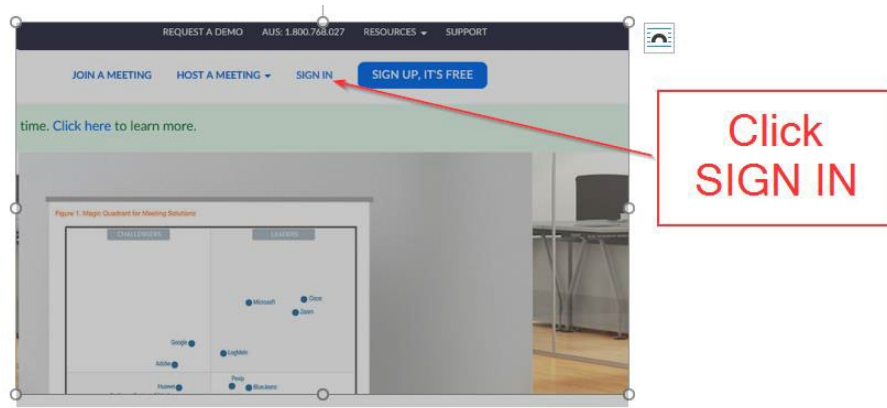 REQUEST A DEMO AUS: 1.800.768.027 RESOURCES SUPPORT
JOIN A MEETING HOST A MEETING SIGN IN SIGN UP, IT'S FREE
time. Click here to learn more.
Click
SIGN IN
Figure 1. Magic Quadrant for Meeting Solutions
CHALLENGERS LEADERS
Microsoft Cisco
Zoom
Google
LogMeIn
Adobe
Pexip
Huawei BlueJeans